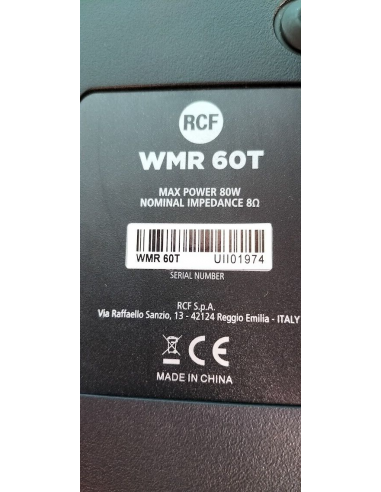 RCF
WMR 60T
MAX POWER 80W
NOMINAL IMPEDANCE 8Ω
WMR 60T UII01974
SERIAL NUMBER
RCF S.p.A.
Via Raffaello Sanzio, 13 - 42124 Reggio Emilia - ITALY
CE
MADE IN CHINA